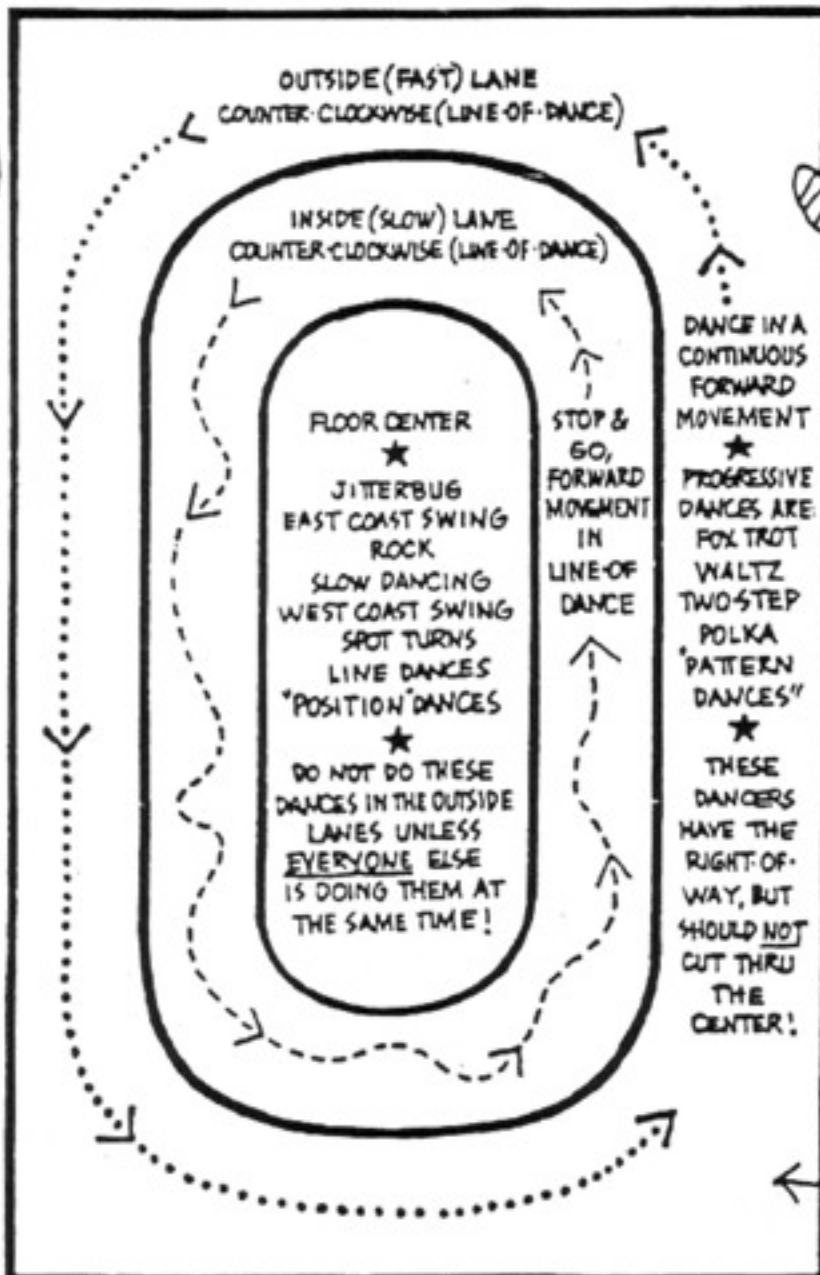 OUTSIDE (FAST) LANE
COUNTER-CLOCKWISE (LINE-OF-DANCE)
INSIDE (SLOW) LANE
COUNTER-CLOCKWISE (LINE-OF-DANCE)
FLOOR CENTER
★
JITTERBUG
EAST COAST SWING
ROCK
SLOW DANCING
WEST COAST SWING
SPOT TURNS
LINE DANCES
"POSITION" DANCES
★
DO NOT DO THESE
DANCES IN THE OUTSIDE
LANES UNLESS
EVERYONE ELSE
IS DOING THEM AT
THE SAME TIME!
STOP &
GO,
FORWARD
MOVEMENT
IN
LINE-OF
DANCE
DANCE IN A
CONTINUOUS
FORWARD
MOVEMENT
★
PROGRESSIVE
DANCES ARE:
FOX TROT
WALTZ
TWO-STEP
POLKA
"PATTERN
DANCES"
★
THESE
DANCERS
HAVE THE
RIGHT-OF-
WAY, BUT
SHOULD NOT
CUT THRU
THE
CENTER!